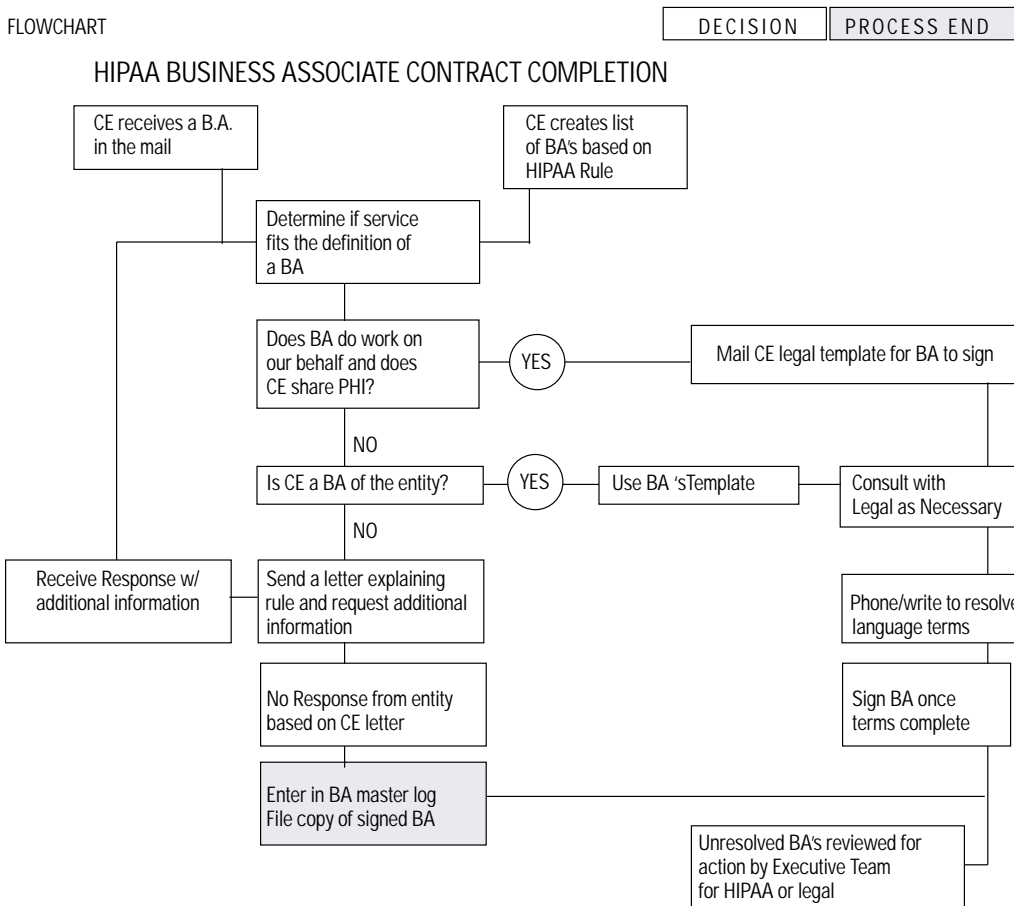 FLOWCHART
DECISION
PROCESS END
HIPAA BUSINESS ASSOCIATE CONTRACT COMPLETION
CE receives a B.A.
in the mail
CE creates list
of BA's based on
HIPAA Rule
Determine if service
fits the definition of
a BA
Does BA do work on
our behalf and does
CE share PHI?
YES
Mail CE legal template for BA to sign
NO
Is CE a BA of the entity?
YES
Use BA 'sTemplate
Consult with
Legal as Necessary
NO
Receive Response w/
additional information
Send a letter explaining
rule and request additional
information
Phone/write to resolve
language terms
No Response from entity
based on CE letter
Sign BA once
terms complete
Enter in BA master log
File copy of signed BA
Unresolved BA's reviewed for
action by Executive Team
for HIPAA or legal